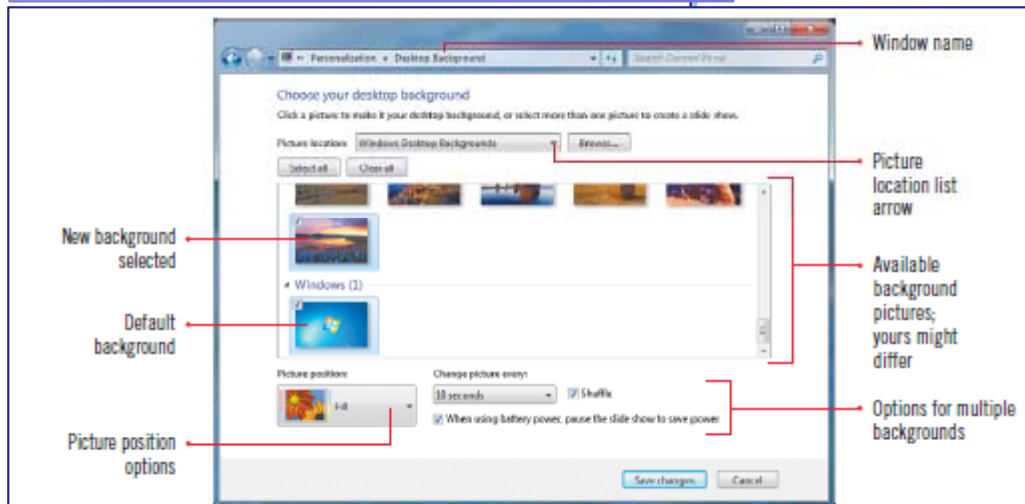 Window name
Personalization ▸ Desktop Background
Search Control Panel
Choose your desktop background
Click a picture to make it your desktop background, or select more than one picture to create a slide show.
Picture location: Windows Desktop Backgrounds Browse...
Select all Clear all
Picture
location list
arrow
New background
selected
Windows (1)
Available
background
pictures;
yours might
differ
Default
background
Picture position: Change picture every:
Fill 10 seconds Shuffle
When using battery power, pause the slide show to save power
Options for multiple
backgrounds
Picture position
options
Save changes Cancel